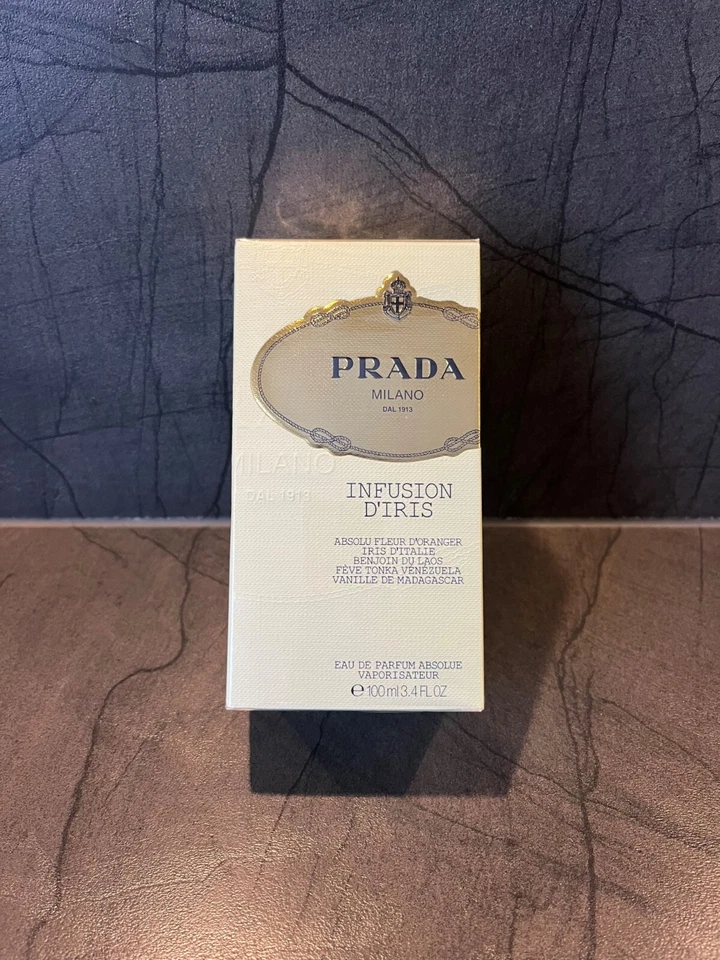 PRADA
MILANO
DAL 1913
MILANO
DAL 1913
INFUSION
D'IRIS
ABSOLU FLEUR D'ORANGER
IRIS D'ITALIE
BENJOIN DU LAOS
FÈVE TONKA VÉNÉZUELA
VANILLE DE MADAGASCAR
EAU DE PARFUM ABSOLUE
VAPORISATEUR
℮ 100 ml 3.4 FL.OZ.